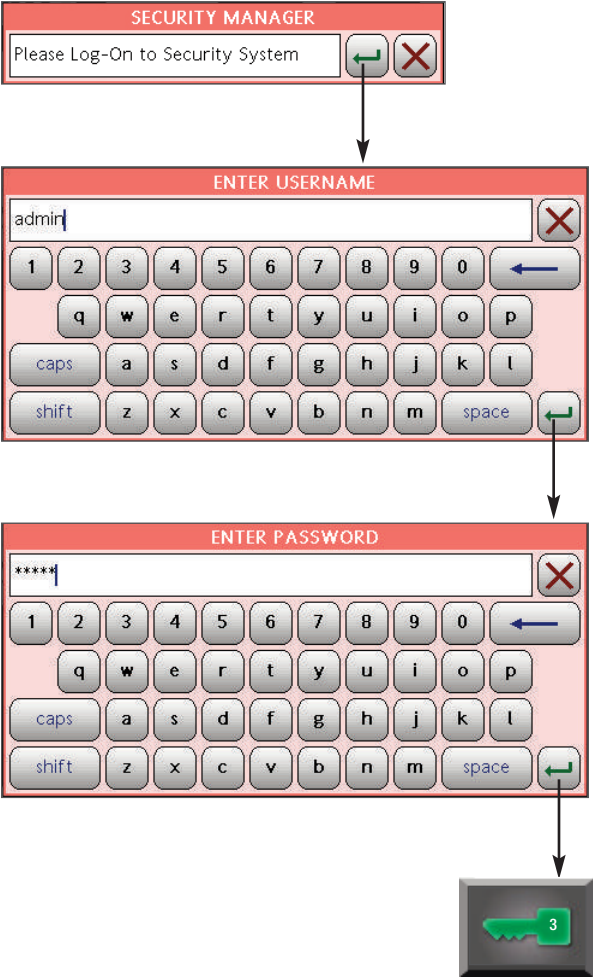 SECURITY MANAGER
Please Log-On to Security System
ENTER USERNAME
admin
1 2 3 4 5 6 7 8 9 0
q w e r t y u i o p
caps a s d f g h j k l
shift z x c v b n m space
ENTER PASSWORD
*****
1 2 3 4 5 6 7 8 9 0
q w e r t y u i o p
caps a s d f g h j k l
shift z x c v b n m space
3